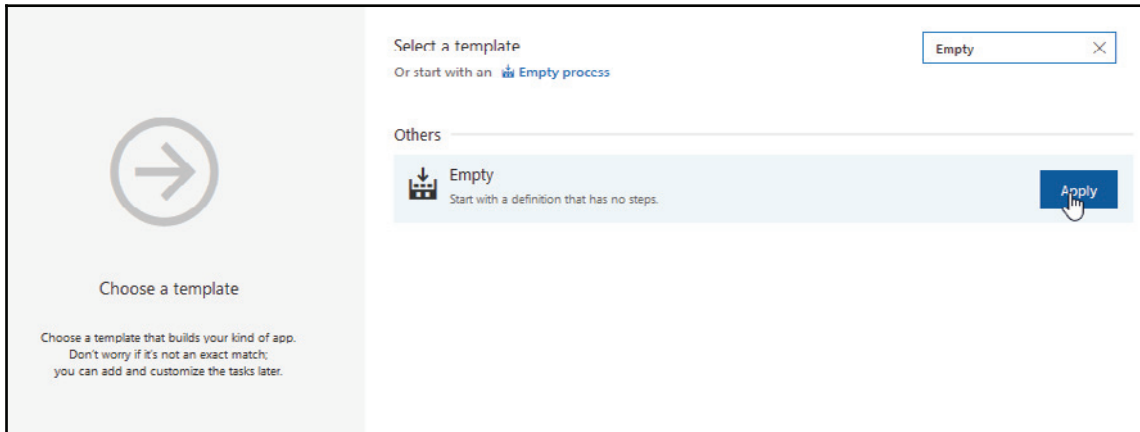 Select a template
Empty
Or start with an Empty process
Others
Empty
Start with a definition that has no steps.
Apply
Choose a template
Choose a template that builds your kind of app.
Don't worry if it's not an exact match;
you can add and customize the tasks later.